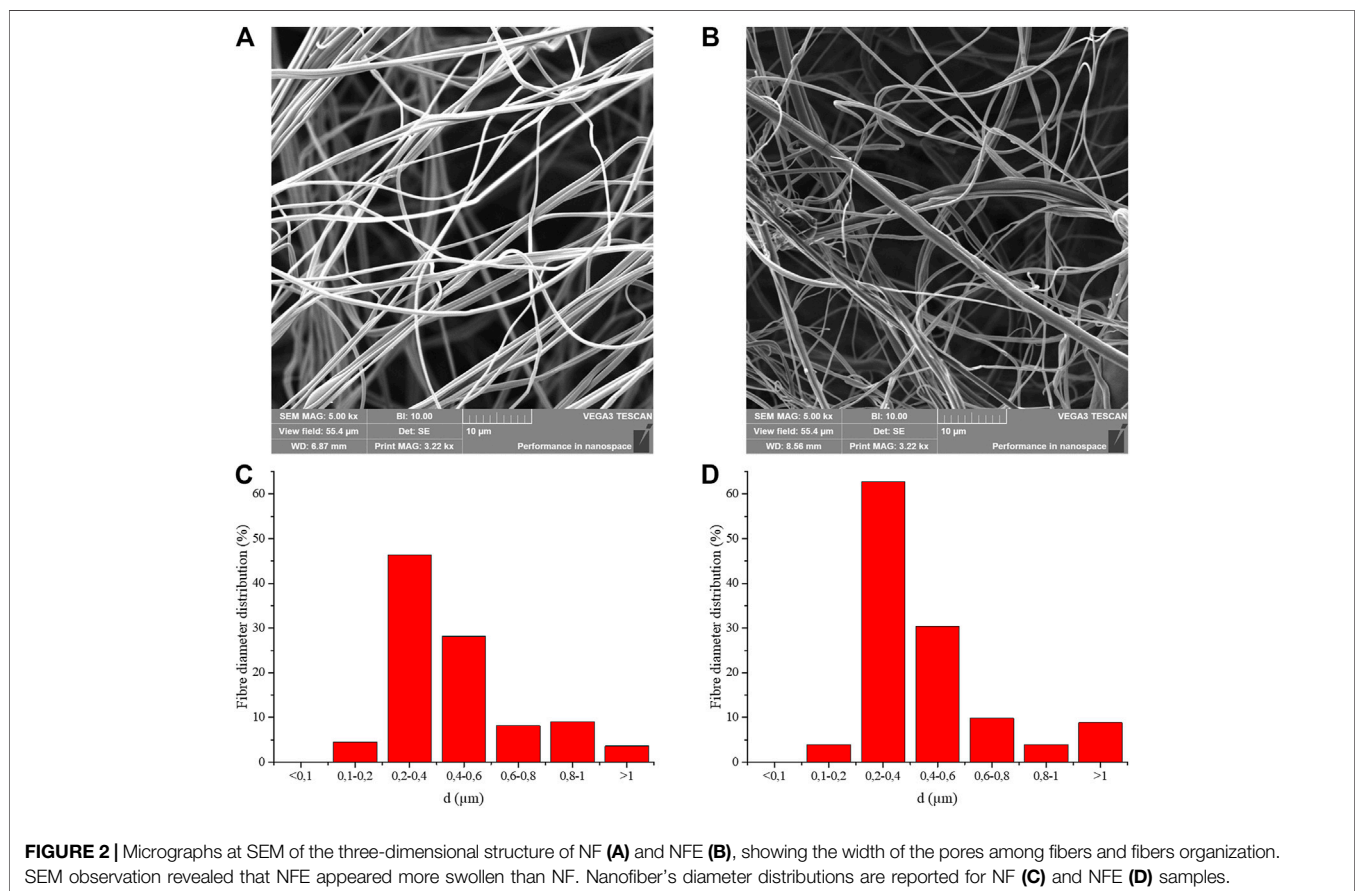 A
B
SEM MAG: 5.00 kx
BI: 10.00
VEGA3 TESCAN
View field: 55.4 µm
Det: SE
10 µm
WD: 6.87 mm
Print MAG: 3.22 kx
Performance in nanospace
SEM MAG: 5.00 kx
BI: 10.00
VEGA3 TESCAN
View field: 55.4 µm
Det: SE
10 µm
WD: 8.56 mm
Print MAG: 3.22 kx
Performance in nanospace
C
Fibre diameter distribution (%)
60
50
40
30
20
10
0
<0,1 0,1-0,2 0,2-0,4 0,4-0,6 0,6-0,8 0,8-1 >1
d (µm)
D
Fibre diameter distribution (%)
60
50
40
30
20
10
0
<0,1 0,1-0,2 0,2-0,4 0,4-0,6 0,6-0,8 0,8-1 >1
d (µm)
FIGURE 2 | Micrographs at SEM of the three-dimensional structure of NF (A) and NFE (B), showing the width of the pores among fibers and fibers organization.
SEM observation revealed that NFE appeared more swollen than NF. Nanofiber's diameter distributions are reported for NF (C) and NFE (D) samples.